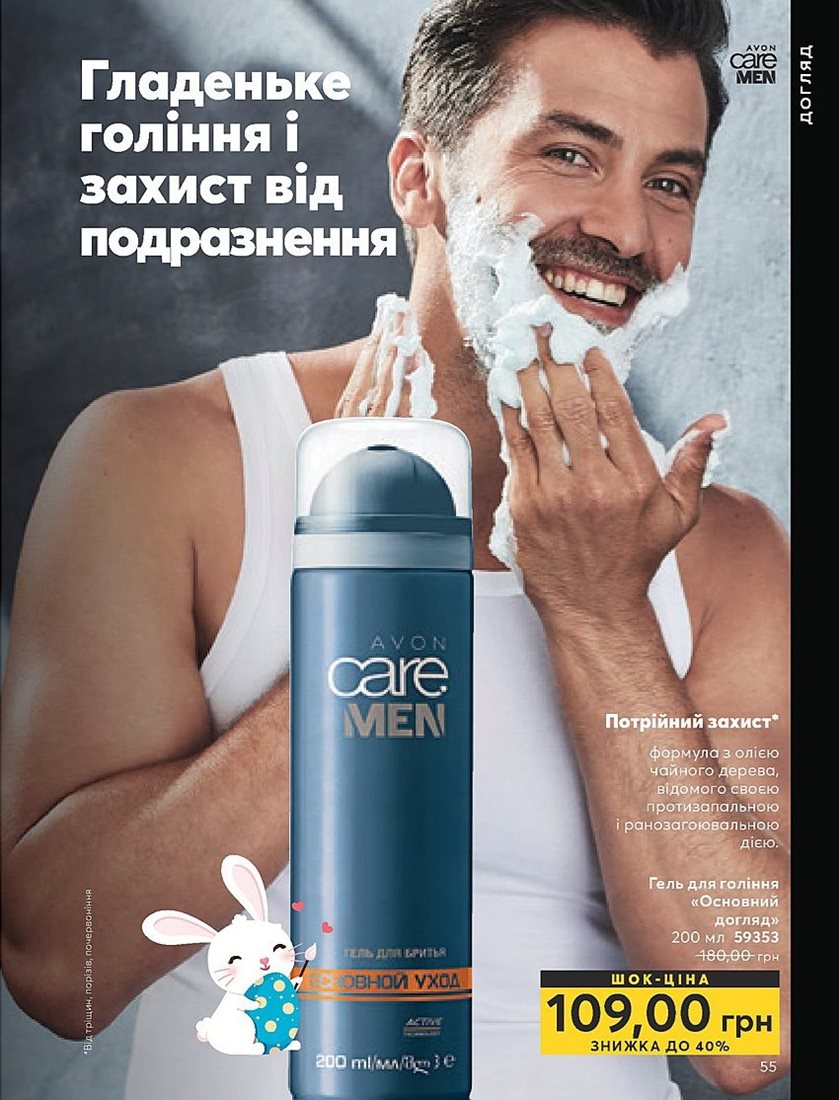 Гладеньке
гоління і
захист від
подразнення
AVON
care
MEN
ДОГЛЯД
AVON
care
MEN
ГЕЛЬ ДЛЯ БРИТЬЯ
ОСНОВНОЙ УХОД
ACTIVE
200 ml/мл/
Потрійний захист*
формула з олією
чайного дерева,
відомого своєю
протизапальною
і ранозагоювальною
дією.
Гель для гоління
«Основний
догляд»
200 мл 59353
180,00 грн
ШОК-ЦІНА
109,00 грн
ЗНИЖКА ДО 40%
55
*Від тріщин, порізів, почервоніння